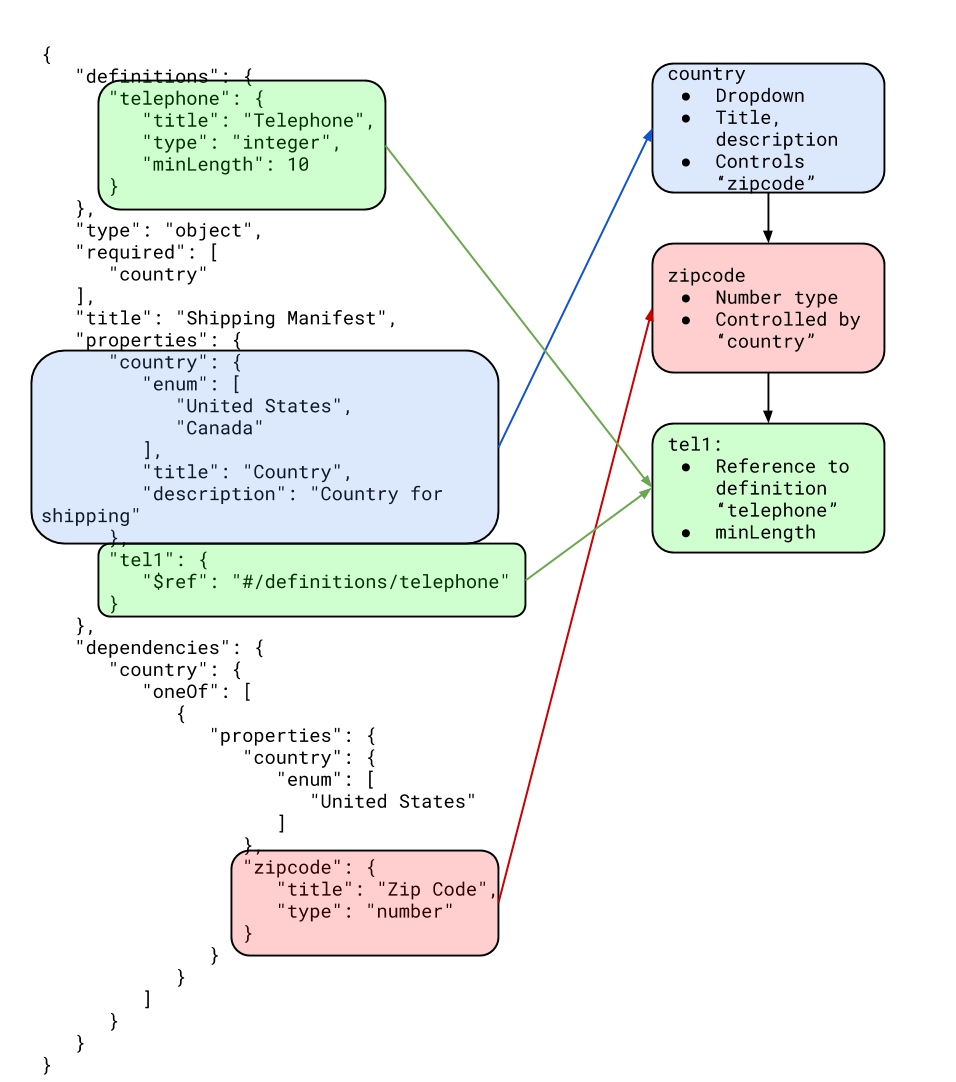 {
"definitions": {
"telephone": {
"title": "Telephone",
"type": "integer",
"minLength": 10
}
},
"type": "object",
"required": [
"country"
],
"title": "Shipping Manifest",
"properties": {
"country": {
"enum": [
"United States",
"Canada"
],
"title": "Country",
"description": "Country for
shipping"
},
"tel1": {
"$ref": "#/definitions/telephone"
}
},
"dependencies": {
"country": {
"oneOf": [
{
"properties": {
"country": {
"enum": [
"United States"
]
},
"zipcode": {
"title": "Zip Code",
"type": "number"
}
}
}
]
}
}
}
country
● Dropdown
● Title,
description
● Controls
“zipcode”
zipcode
● Number type
● Controlled by
“country”
tel1:
● Reference to
definition
“telephone”
● minLength